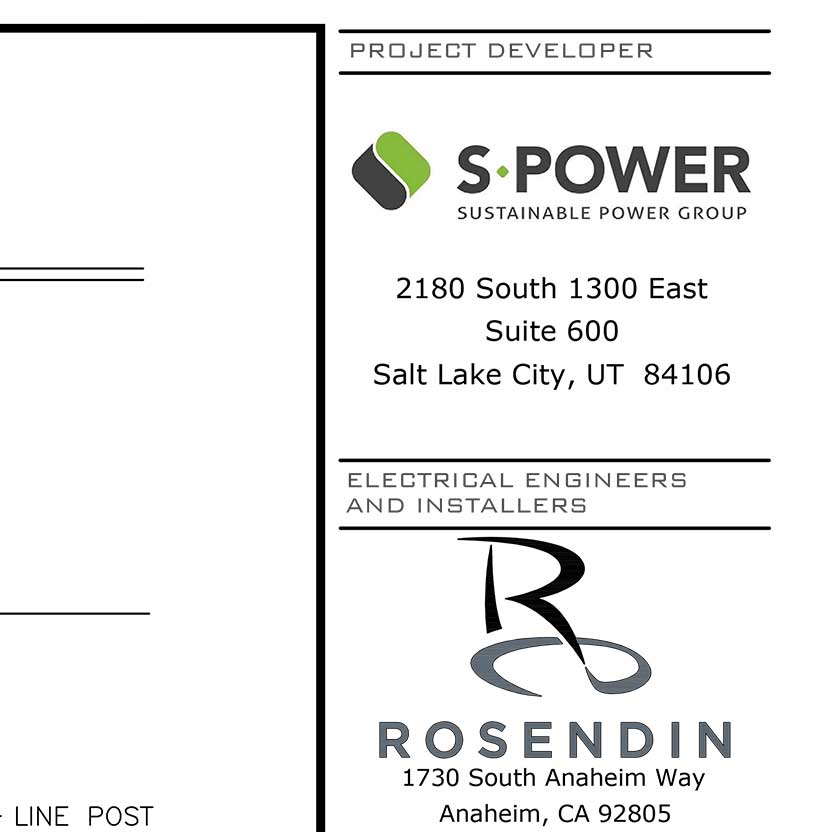 PROJECT DEVELOPER
S·POWER
SUSTAINABLE POWER GROUP
2180 South 1300 East
Suite 600
Salt Lake City, UT 84106
ELECTRICAL ENGINEERS
AND INSTALLERS
ROSENDIN
1730 South Anaheim Way
Anaheim, CA 92805
LINE POST